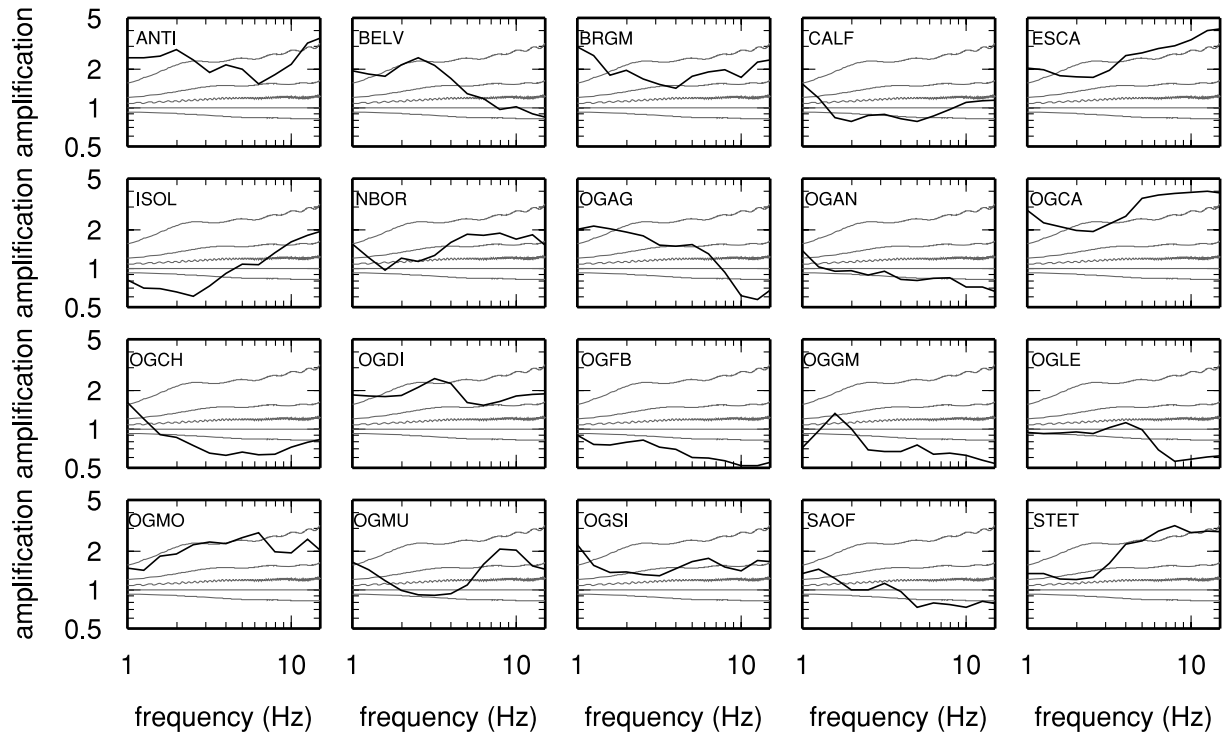 5
ANTI BELV BRGM CALF ESCA
2
1
0.5
amplification
5
ISOL NBOR OGAG OGAN OGCA
2
1
0.5
amplification
5
OGCH OGDI OGFB OGGM OGLE
2
1
0.5
amplification
5
OGMO OGMU OGSI SAOF STET
2
1
0.5
amplification
1 10 1 10 1 10 1 10 1 10
frequency (Hz) frequency (Hz) frequency (Hz) frequency (Hz) frequency (Hz)